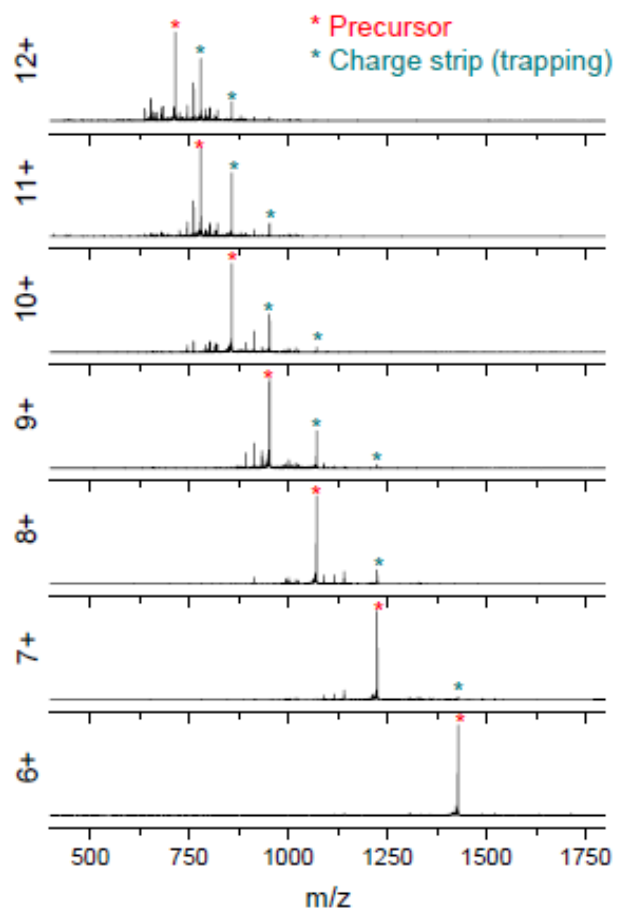 * Precursor
* Charge strip (trapping)
12+
11+
10+
9+
8+
7+
6+
500 750 1000 1250 1500 1750
m/z